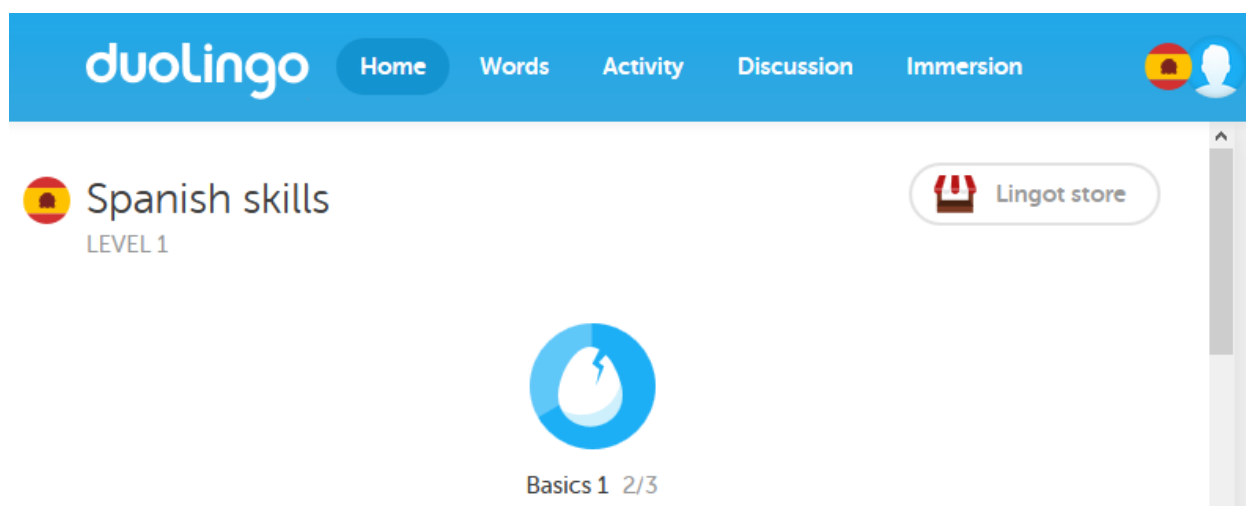 duolingo Home Words Activity Discussion Immersion
Spanish skills
Lingot store
LEVEL 1
Basics 1 2/3